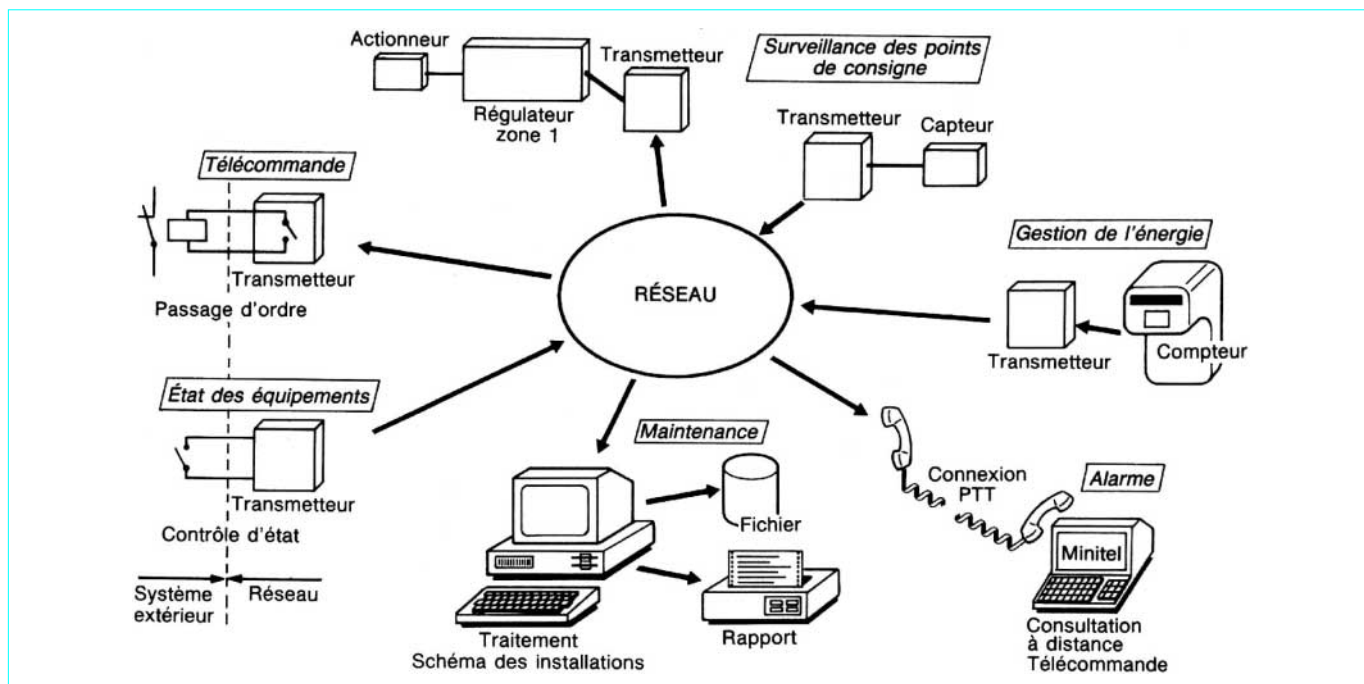 Actionneur
Transmetteur
Régulateur
zone 1
Surveillance des points
de consigne
Transmetteur
Capteur
Télécommande
Transmetteur
Passage d'ordre
RÉSEAU
Gestion de l'énergie
Transmetteur
Compteur
État des équipements
Transmetteur
Contrôle d'état
Système
extérieur
Réseau
Maintenance
Fichier
Rapport
Traitement
Schéma des installations
Connexion
PTT
Alarme
Minitel
Consultation
à distance
Télécommande